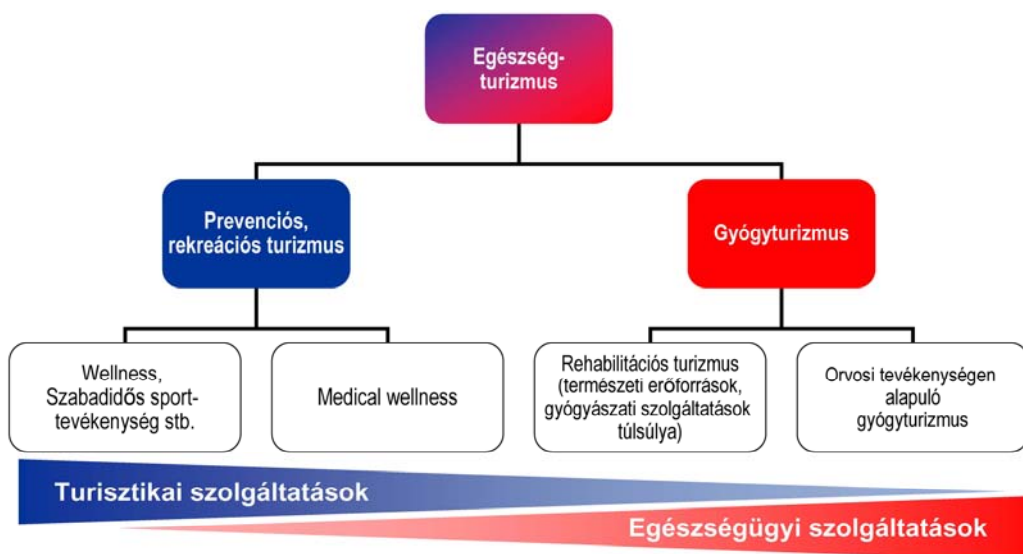 Egészség-
turizmus
Prevenciós,
rekreációs turizmus
Gyógyturizmus
Wellness,
Szabadidős sport-
tevékenység stb.
Medical wellness
Rehabilitációs turizmus
(természeti erőforrások,
gyógyászati szolgáltatások
túlsúlya)
Orvosi tevékenységen
alapuló
gyógyturizmus
Turisztikai szolgáltatások
Egészségügyi szolgáltatások